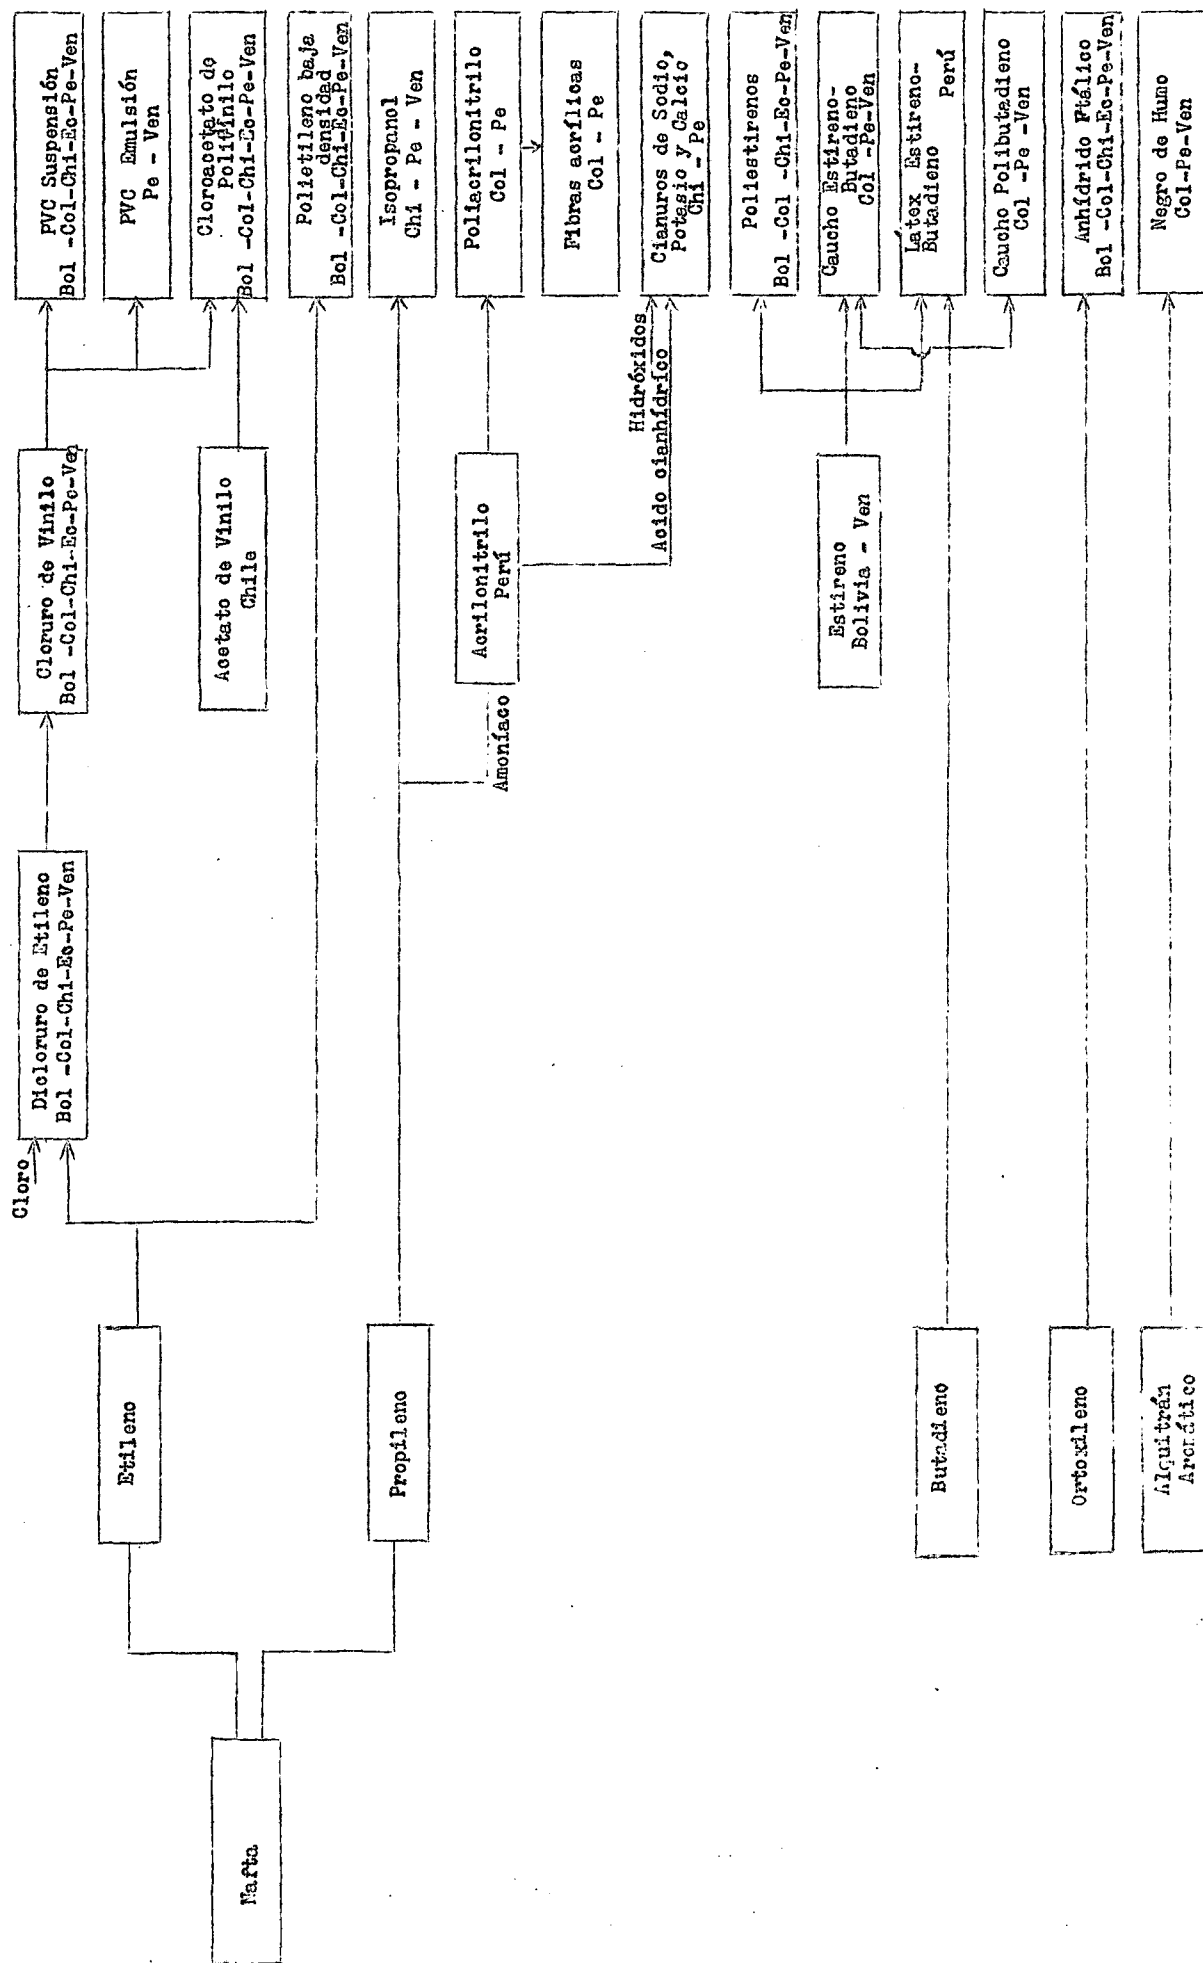 Nafta
Etileno
Propileno
Butadieno
Ortoxileno
Alquitrán
Aromático
Cloro
Dicloruro de Etileno
Bol -Col-Chi-Ec-Pe-Ven
Cloruro de Vinilo
Bol -Col-Chi-Ec-Pe-Ven
Acetato de Vinilo
Chile
Amoníaco
Acrilonitrilo
Perú
Estireno
Bolivia - Ven
Hidróxidos
Acido cianhídrico
PVC Suspensión
Bol -Col-Chi-Ec-Pe-Ven
PVC Emulsión
Pe - Ven
Cloroacetato de
Polivinilo
Bol -Col-Chi-Ec-Pe-Ven
Polietileno baja
densidad
Bol -Col-Chi-Ec-Pe-Ven
Isopropanol
Chi - Pe - Ven
Poliacrilonitrilo
Col - Pe
Fibras acrílicas
Col - Pe
Cianuros de Sodio,
Potasio y Calcio
Chi - Pe
Poliestirenos
Bol -Col -Chi-Ec-Pe-Ven
Caucho Estireno-
Butadieno
Col -Pe-Ven
Látex Estireno-
Butadieno
Perú
Caucho Polibutadieno
Col -Pe -Ven
Anhídrido Ftálico
Bol -Col-Chi-Ec-Pe-Ven
Negro de Humo
Col-Pe-Ven